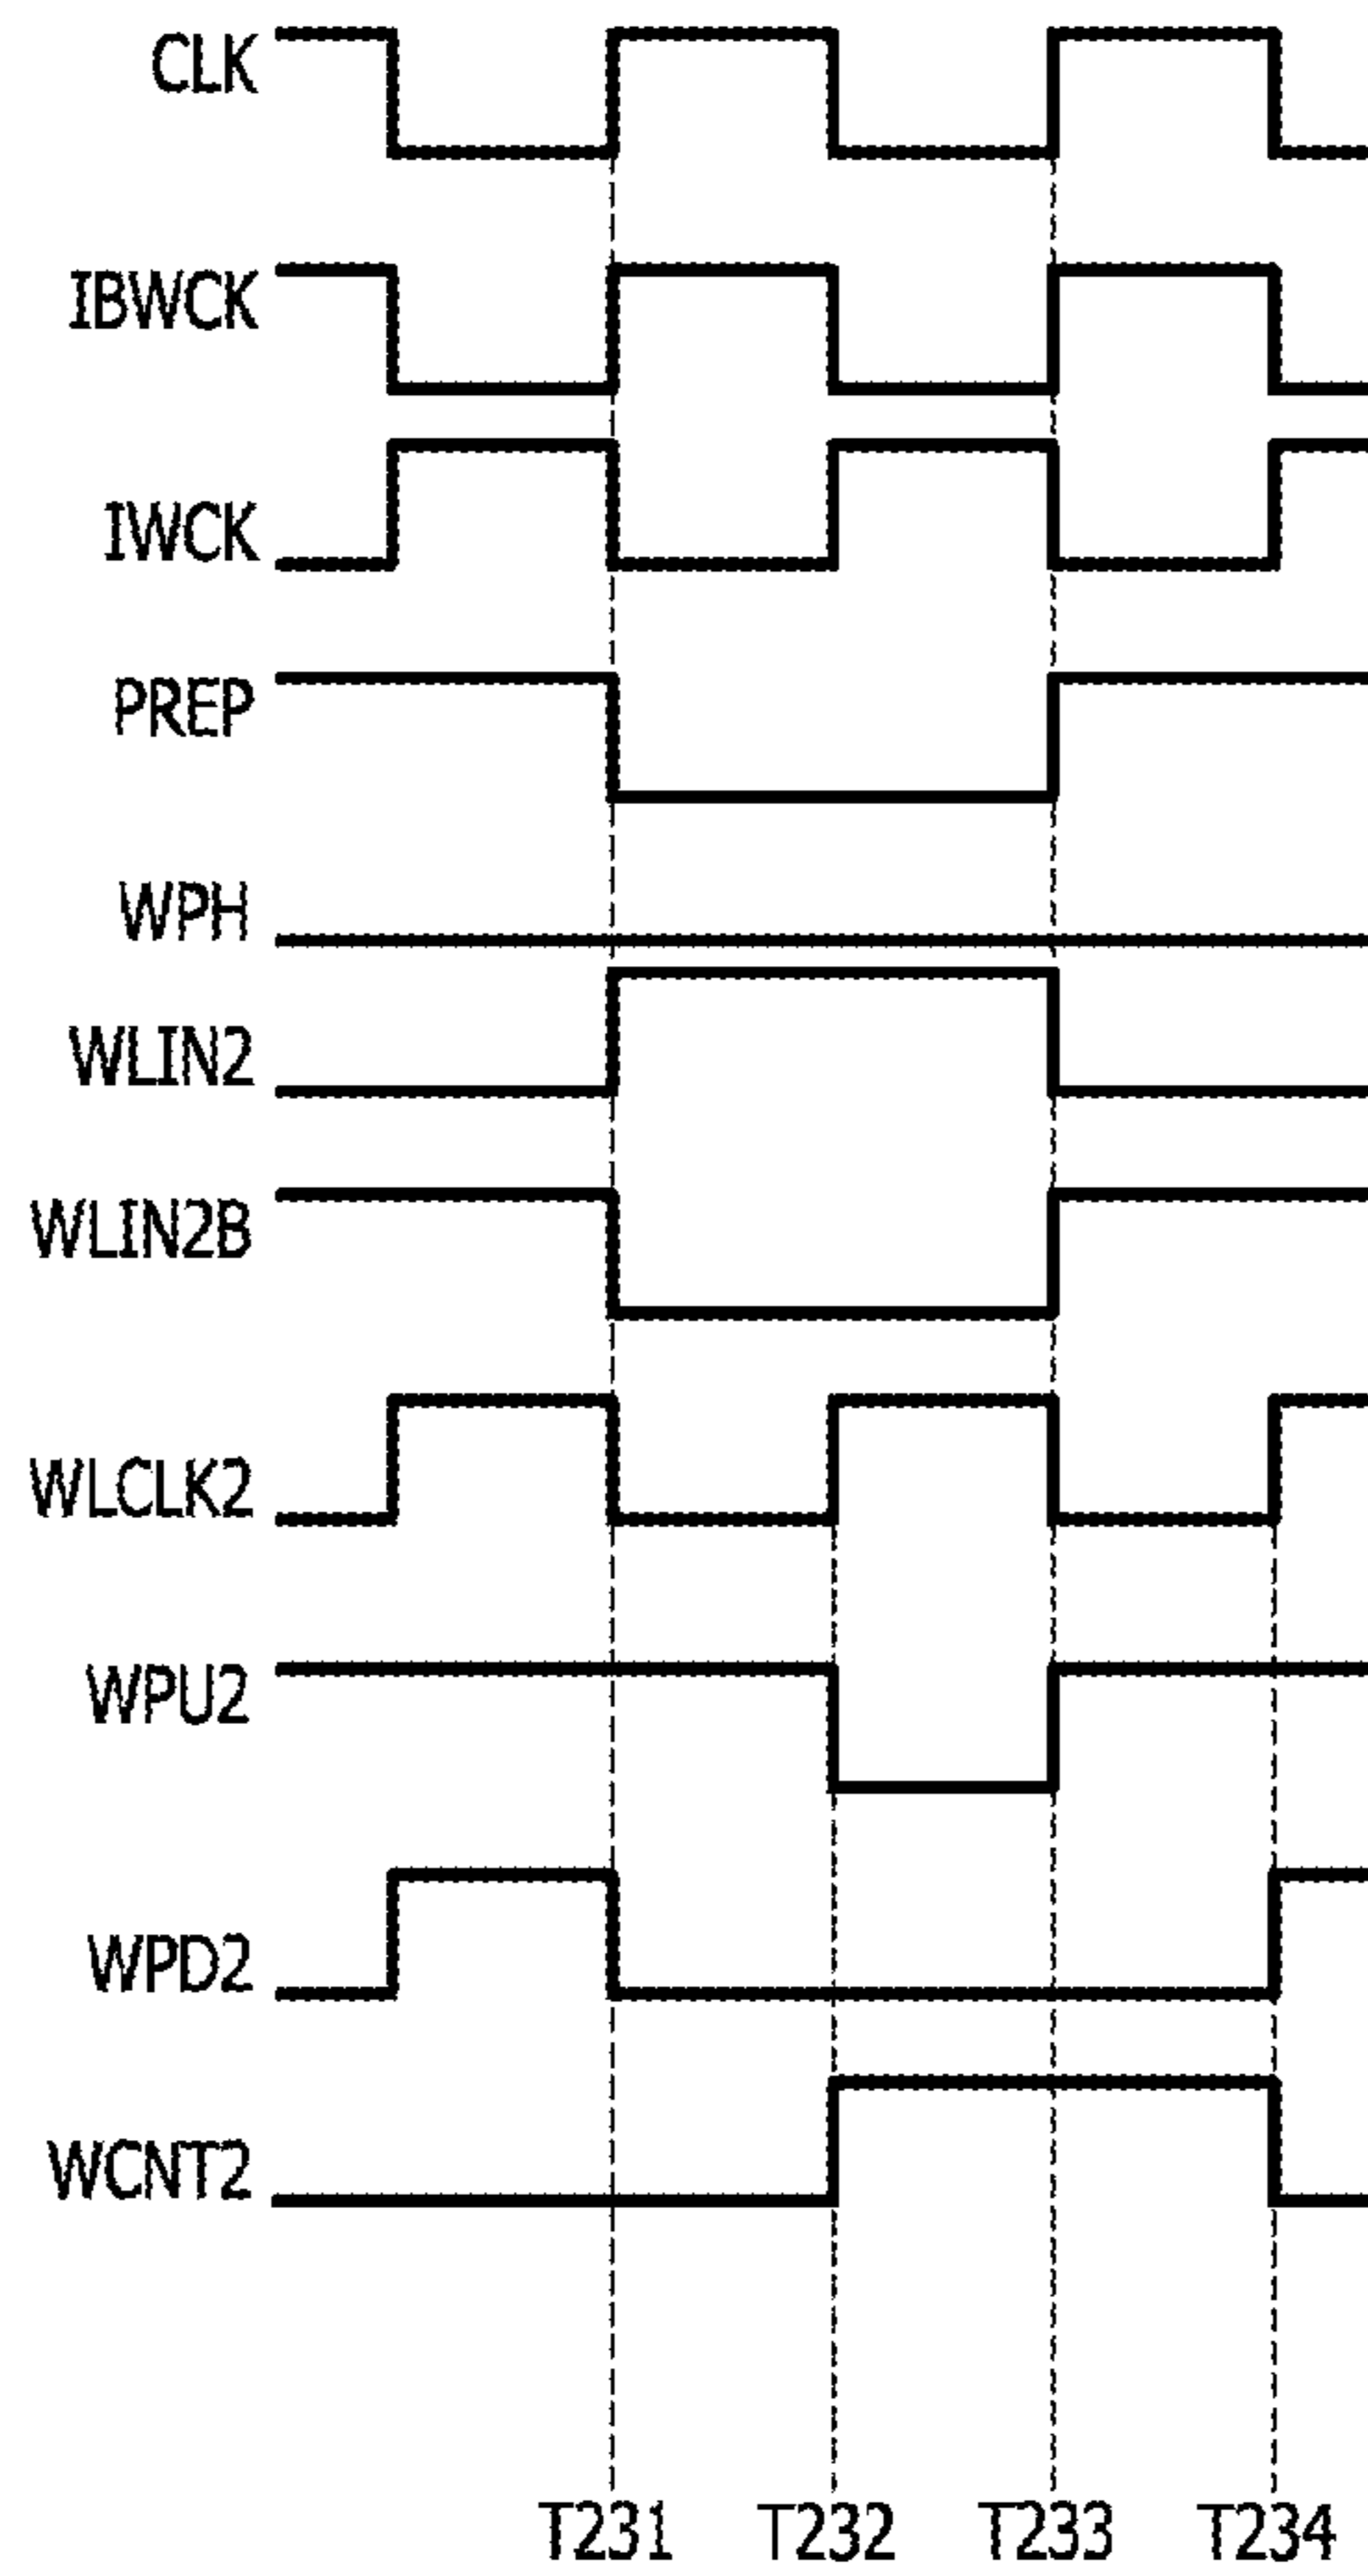 CLK
IBWCK
IWCK
PREP
WPH
WLIN2
WLIN2B
WLCLK2
WPU2
WPD2
WCNT2
T231 T232 T233 T234